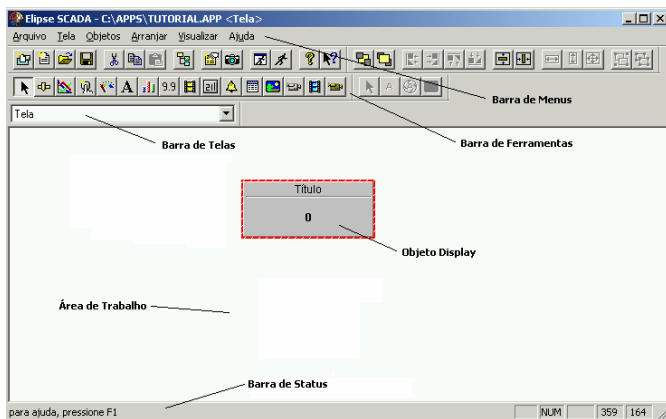 Elipse SCADA - C:\APPS\TUTORIAL.APP <Tela>
Arquivo Tela Objetos Arranjar Visualizar Ajuda
A 9.9 A
Barra de Menus
Tela
Barra de Telas
Barra de Ferramentas
Título
0
Objeto Display
Área de Trabalho
Barra de Status
para ajuda, pressione F1
NUM 359 164